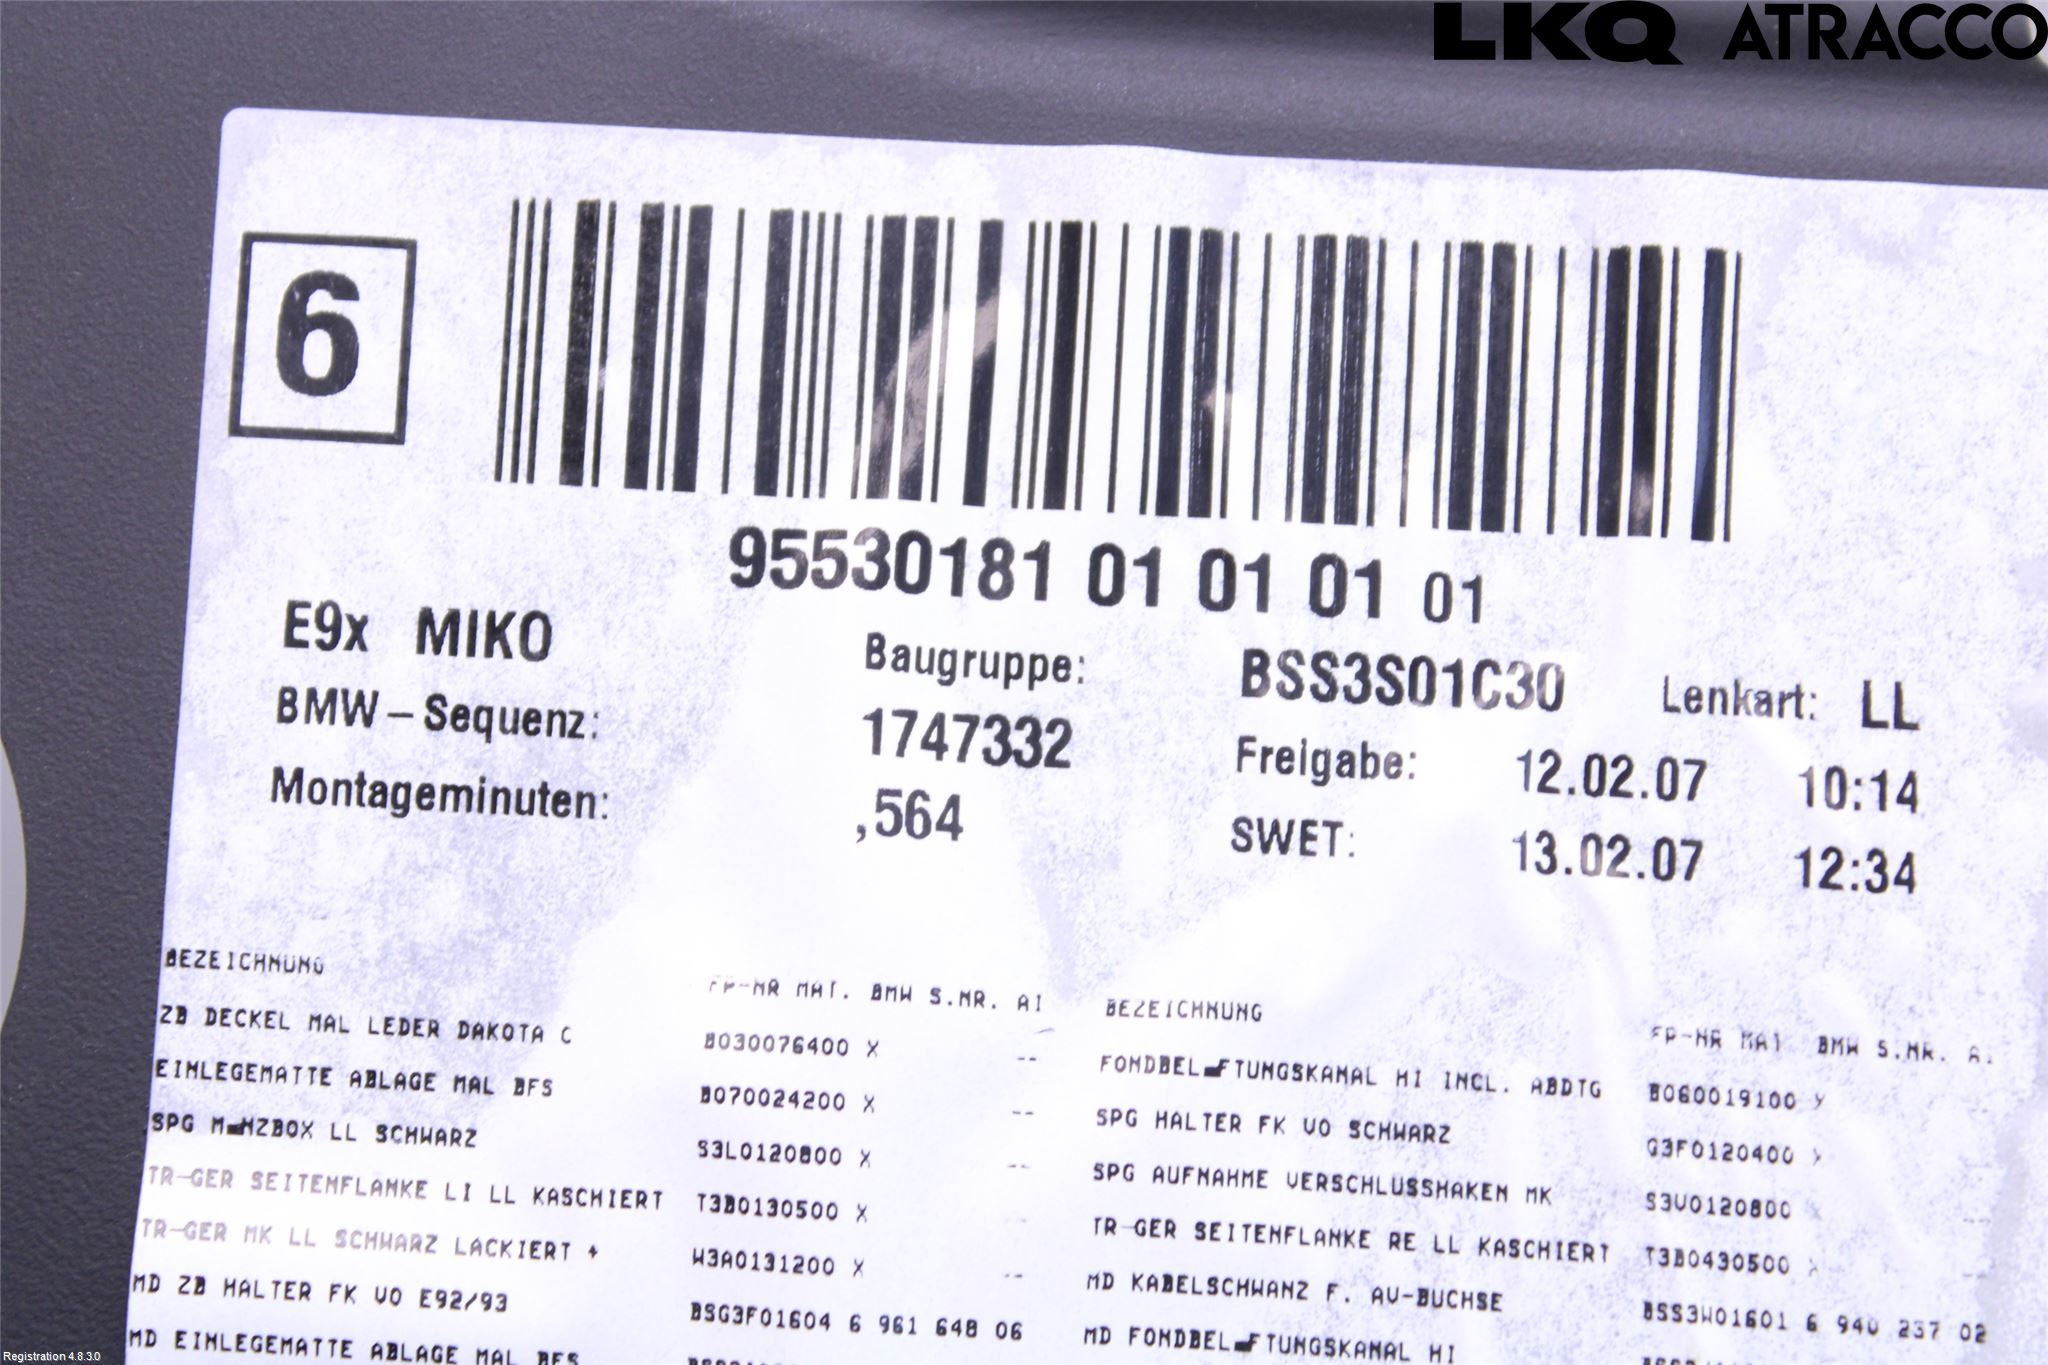 LKQ ATRACCO
6
95530181 01 01 01 01
E9x MIKO Baugruppe: BSS3S01C30 Lenkart: LL
BMW – Sequenz: 1747332 Freigabe: 12.02.07 10:14
Montageminuten: ,564 SWET: 13.02.07 12:34
BEZEICHNUNG FP-NR MAT. BMW S.NR. AI
ZB DECKEL MAL LEDER DAKOTA C B030076400 X --
EINLEGEMATTE ABLAGE MAL BFS B070024200 X --
SPG M■NZBOX LL SCHWARZ S3L0120800 X --
TR-GER SEITENFLANKE LI LL KASCHIERT T3B0130500 X --
TR-GER MK LL SCHWARZ LACKIERT + W3A0131200 X --
MD ZB HALTER FK VO E92/93 BSG3F01604 6 961 648 06
MD EINLEGEMATTE ABLAGE MAL BFS
BEZEICHNUNG FP-NR MAT. BMW S.NR.
FONDBEL■FTUNGSKANAL HI INCL. ABDTG B060019100
SPG HALTER FK VO SCHWARZ G3F0120400
SPG AUFNAHME VERSCHLUSSHAKEN MK S3V0120800
TR-GER SEITENFLANKE RE LL KASCHIERT T3B0430500
MD KABELSCHWANZ F. AV-BUCHSE BSS3W01601 6 940 237 02
MD FONDBEL■FTUNGSKANAL HI
Registration 4.8.3.0